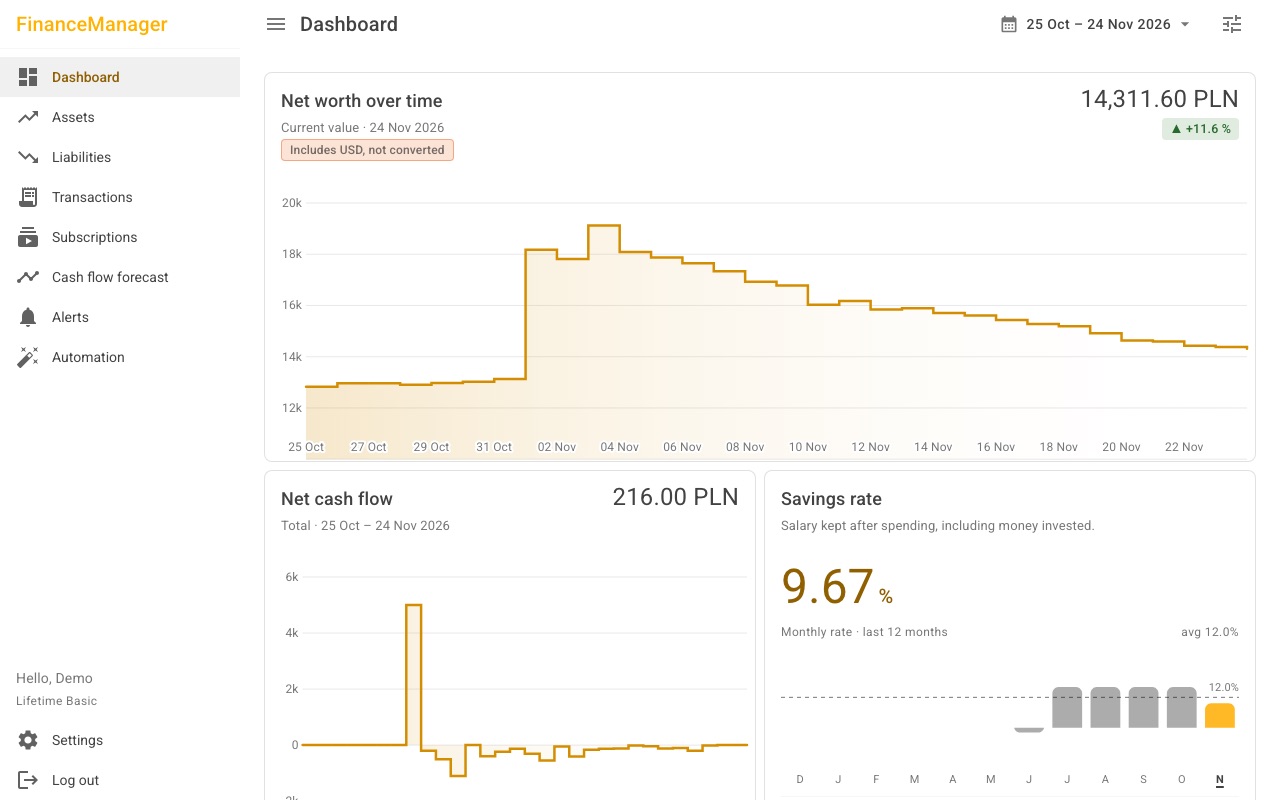 FinanceManager
Dashboard
25 Oct – 24 Nov 2026
Dashboard
Assets
Liabilities
Transactions
Subscriptions
Cash flow forecast
Alerts
Automation
Hello, Demo
Lifetime Basic
Settings
Log out
Net worth over time
14,311.60 PLN
Current value · 24 Nov 2026
▲ +11.6 %
Includes USD, not converted
20k
18k
16k
14k
12k
25 Oct 27 Oct 29 Oct 31 Oct 02 Nov 04 Nov 06 Nov 08 Nov 10 Nov 12 Nov 14 Nov 16 Nov 18 Nov 20 Nov 22 Nov
Net cash flow
216.00 PLN
Total · 25 Oct – 24 Nov 2026
6k
4k
2k
0
Savings rate
Salary kept after spending, including money invested.
9.67 %
Monthly rate · last 12 months
avg 12.0%
12.0%
D J F M A M J J A S O N